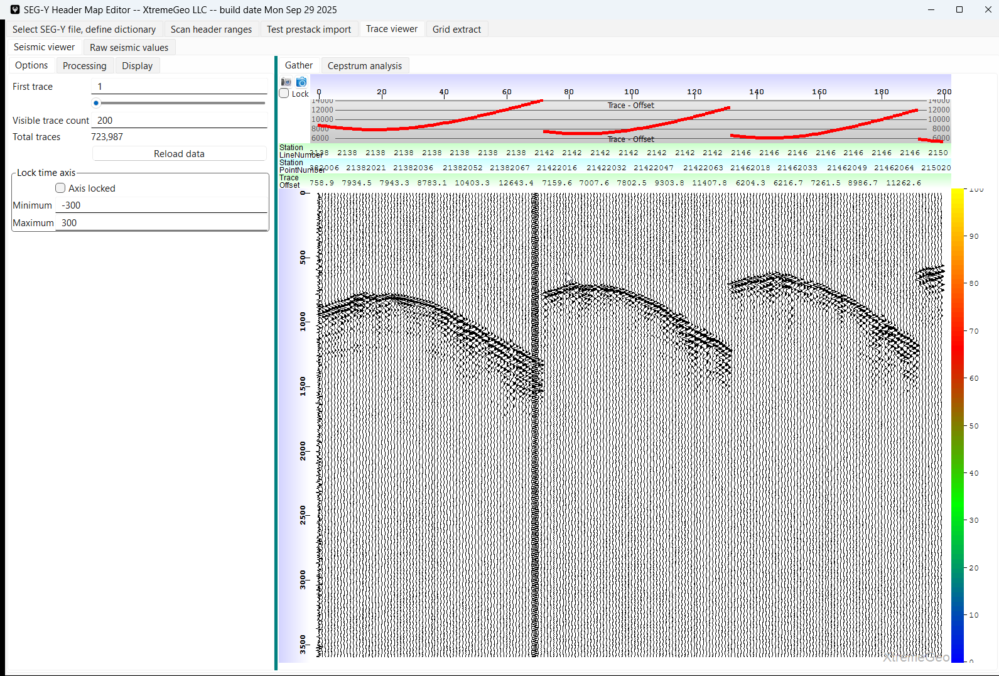 SEG-Y Header Map Editor -- XtremeGeo LLC -- build date Mon Sep 29 2025
Select SEG-Y file, define dictionary Scan header ranges Test prestack import Trace viewer Grid extract
Seismic viewer Raw seismic values
Options Processing Display
First trace 1
Visible trace count 200
Total traces 723,987
Reload data
Lock time axis
Axis locked
Minimum -300
Maximum 300
Gather Cepstrum analysis
Lock
0 20 40 60 80 100 120 140 160 180 200
14000 Trace - Offset 14000
12000 12000
10000 10000
8000 8000
6000 Trace - Offset 6000
Station
LineNumber
2138 2138 2138 2138 2138 2138 2138 2138 2142 2142 2142 2142 2142 2142 2142 2146 2146 2146 2146 2146 2146 2146 2150
Station
PointNumber
382006 21382021 21382036 21382052 21382067 21422016 21422032 21422047 21422063 21462018 21462033 21462049 21462064 215020
Trace
Offset
758.9 7934.5 7943.3 8783.1 10403.3 12643.4 7159.6 7007.6 7802.5 9303.8 11407.8 6204.3 6216.7 7261.5 8986.7 11262.6
0
500
1000
1500
2000
2500
3000
3500
100
90
80
70
60
50
40
30
20
10
0
XtremeGeo